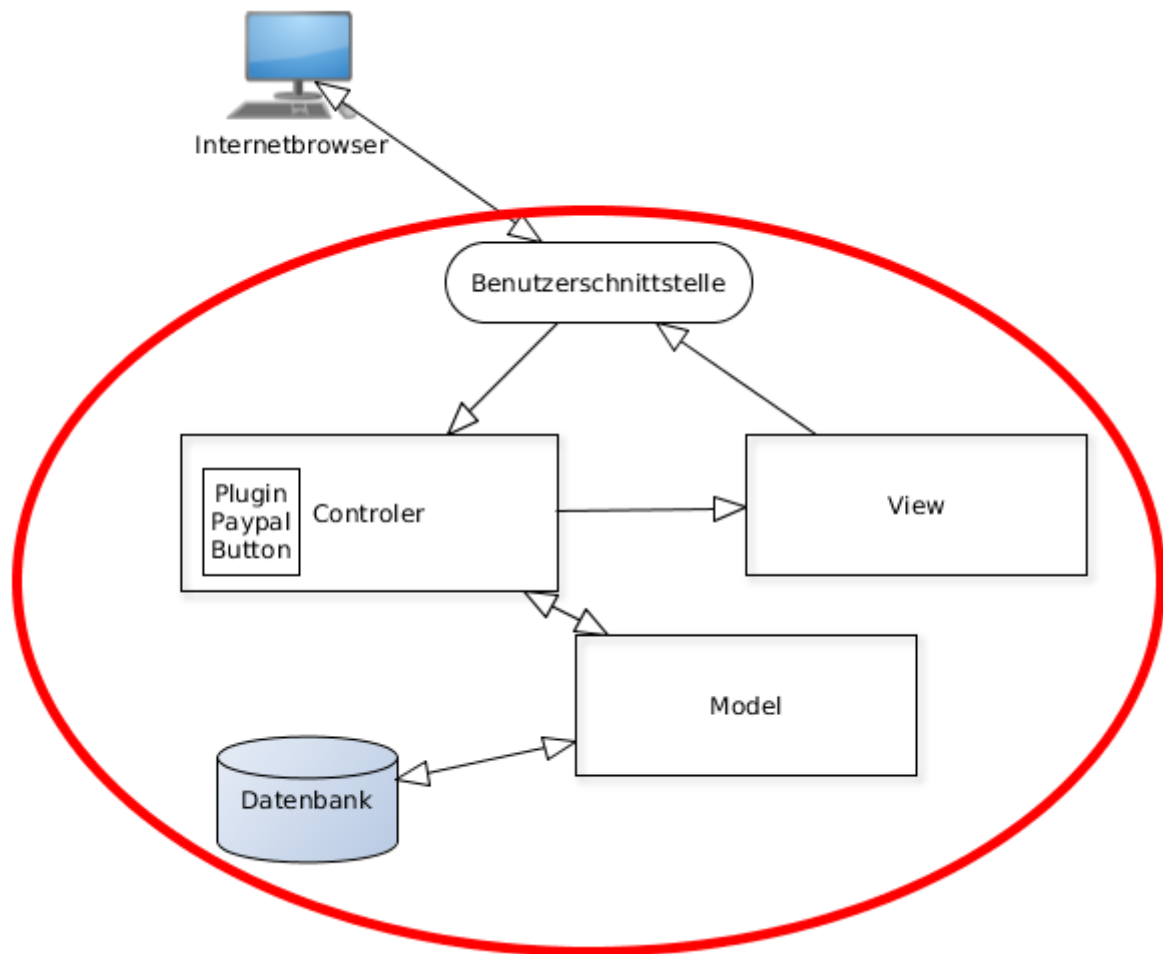 Internetbrowser
Benutzerschnittstelle
Plugin
Paypal
Button
Controler
View
Model
Datenbank